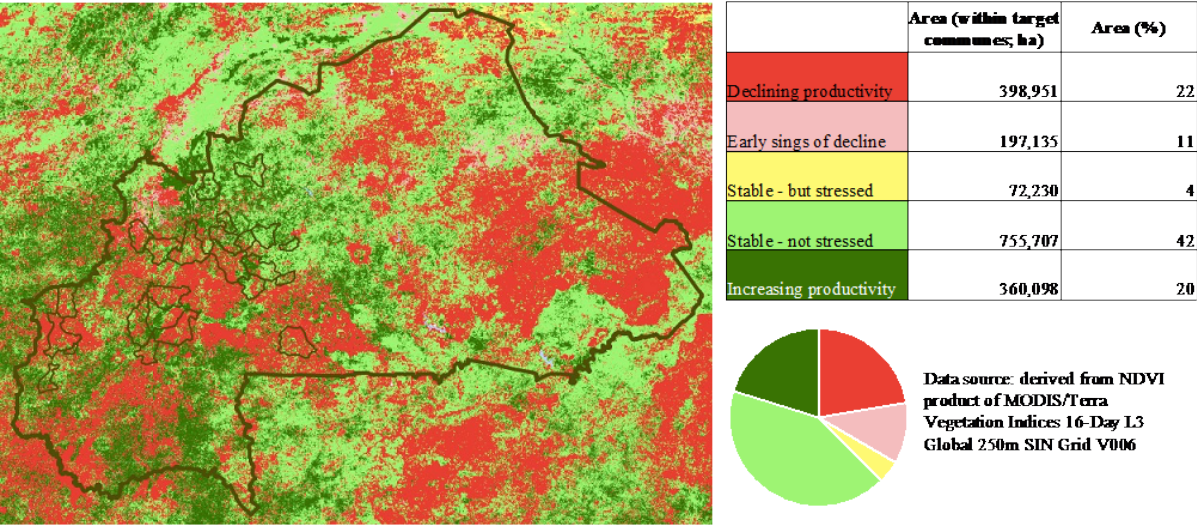 Area (within target
communes; ha)
Area (%)
Declining productivity 398,951 22
Early sings of decline 197,135 11
Stable - but stressed 72,230 4
Stable - not stressed 755,707 42
Increasing productivity 360,098 20
Data source: derived from NDVI
product of MODIS/Terra
Vegetation Indices 16-Day L3
Global 250m SIN Grid V006